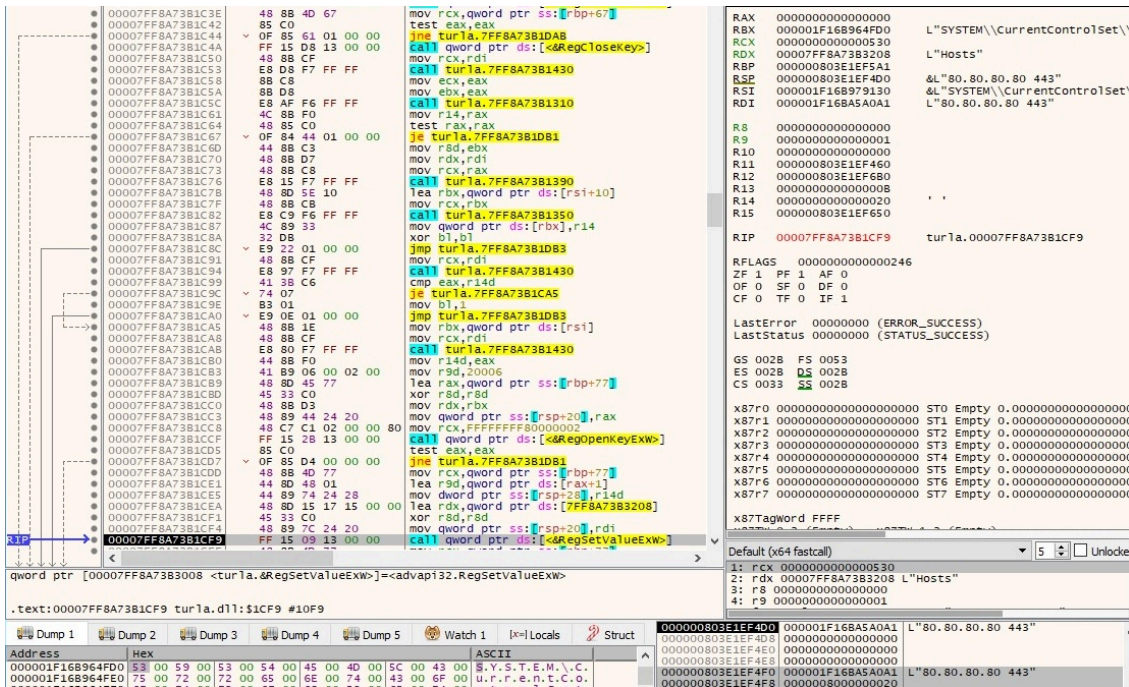 00007FF8A73B1C3E 48 8B 4D 67 mov rcx,qword ptr ss:[rbp+67]
00007FF8A73B1C42 85 C0 test eax,eax
00007FF8A73B1C44 0F 85 61 01 00 00 jne turla.7FF8A73B1DAB
00007FF8A73B1C4A FF 15 D8 13 00 00 call qword ptr ds:[<&RegCloseKey>]
00007FF8A73B1C50 48 8B CF mov rcx,rdi
00007FF8A73B1C53 E8 D8 F7 FF FF call turla.7FF8A73B1430
00007FF8A73B1C58 8B C8 mov ecx,eax
00007FF8A73B1C5A 8B D8 mov ebx,eax
00007FF8A73B1C5C E8 AF F6 FF FF call turla.7FF8A73B1310
00007FF8A73B1C61 4C 8B F0 mov r14,rax
00007FF8A73B1C64 48 85 C0 test rax,rax
00007FF8A73B1C67 0F 84 44 01 00 00 je turla.7FF8A73B1DB1
00007FF8A73B1C6D 44 8B C3 mov r8d,ebx
00007FF8A73B1C70 48 8B D7 mov rdx,rdi
00007FF8A73B1C73 48 8B C8 mov rcx,rax
00007FF8A73B1C76 E8 15 F7 FF FF call turla.7FF8A73B1390
00007FF8A73B1C7B 48 8D 5E 10 lea rbx,qword ptr ds:[rsi+10]
00007FF8A73B1C7F 48 8B CB mov rcx,rbx
00007FF8A73B1C82 E8 C9 F6 FF FF call turla.7FF8A73B1350
00007FF8A73B1C87 4C 89 33 mov qword ptr ds:[rbx],r14
00007FF8A73B1C8A 32 DB xor bl,bl
00007FF8A73B1C8C E9 22 01 00 00 jmp turla.7FF8A73B1DB3
00007FF8A73B1C91 48 8B CF mov rcx,rdi
00007FF8A73B1C94 E8 97 F7 FF FF call turla.7FF8A73B1430
00007FF8A73B1C99 41 3B C6 cmp eax,r14d
00007FF8A73B1C9C 74 07 je turla.7FF8A73B1CA5
00007FF8A73B1C9E B3 01 mov bl,1
00007FF8A73B1CA0 E9 0E 01 00 00 jmp turla.7FF8A73B1DB3
00007FF8A73B1CA5 48 8B 1E mov rbx,qword ptr ds:[rsi]
00007FF8A73B1CA8 48 8B CF mov rcx,rdi
00007FF8A73B1CAB E8 80 F7 FF FF call turla.7FF8A73B1430
00007FF8A73B1CB0 44 8B F0 mov r14d,eax
00007FF8A73B1CB3 41 B9 06 00 02 00 mov r9d,20006
00007FF8A73B1CB9 48 8D 45 77 lea rax,qword ptr ss:[rbp+77]
00007FF8A73B1CBD 45 33 C0 xor r8d,r8d
00007FF8A73B1CC0 48 8B D3 mov rdx,rbx
00007FF8A73B1CC3 48 89 44 24 20 mov qword ptr ss:[rsp+20],rax
00007FF8A73B1CC8 48 C7 C1 02 00 00 80 mov rcx,FFFFFFFF80000002
00007FF8A73B1CCF FF 15 2B 13 00 00 call qword ptr ds:[<&RegOpenKeyExW>]
00007FF8A73B1CD5 85 C0 test eax,eax
00007FF8A73B1CD7 0F 85 D4 00 00 00 jne turla.7FF8A73B1DB1
00007FF8A73B1CDD 48 8B 4D 77 mov rcx,qword ptr ss:[rbp+77]
00007FF8A73B1CE1 44 8D 48 01 lea r9d,qword ptr ds:[rax+1]
00007FF8A73B1CE5 44 89 74 24 28 mov dword ptr ss:[rsp+28],r14d
00007FF8A73B1CEA 48 8D 15 17 15 00 00 lea rdx,qword ptr ds:[7FF8A73B3208]
00007FF8A73B1CF1 45 33 C0 xor r8d,r8d
00007FF8A73B1CF4 48 89 7C 24 20 mov qword ptr ss:[rsp+20],rdi
RIP 00007FF8A73B1CF9 FF 15 09 13 00 00 call qword ptr ds:[<&RegSetValueExW>]
qword ptr [00007FF8A73B3008 <turla.&RegSetValueExW>]=<advapi32.RegSetValueExW>
.text:00007FF8A73B1CF9 turla.dll:$1CF9 #10F9
RAX 0000000000000000
RBX 000001F16B964FD0 L"SYSTEM\\CurrentControlSet\\
RCX 0000000000000530
RDX 00007FF8A73B3208 L"Hosts"
RBP 000000803E1EF5A1
RSP 000000803E1EF4D0 &L"80.80.80.80 443"
RSI 000001F16B979130 &L"SYSTEM\\CurrentControlSet\
RDI 000001F16BA5A0A1 L"80.80.80.80 443"
R8 0000000000000000
R9 0000000000000001
R10 0000000000000000
R11 000000803E1EF460
R12 000000803E1EF6B0
R13 000000000000000B
R14 0000000000000020 ' '
R15 000000803E1EF650
RIP 00007FF8A73B1CF9 turla.00007FF8A73B1CF9
RFLAGS 0000000000000246
ZF 1 PF 1 AF 0
OF 0 SF 0 DF 0
CF 0 TF 0 IF 1
LastError 00000000 (ERROR_SUCCESS)
LastStatus 00000000 (STATUS_SUCCESS)
GS 002B FS 0053
ES 002B DS 002B
CS 0033 SS 002B
x87r0 00000000000000000000 ST0 Empty 0.0000000000000000
x87r1 00000000000000000000 ST1 Empty 0.0000000000000000
x87r2 00000000000000000000 ST2 Empty 0.0000000000000000
x87r3 00000000000000000000 ST3 Empty 0.0000000000000000
x87r4 00000000000000000000 ST4 Empty 0.0000000000000000
x87r5 00000000000000000000 ST5 Empty 0.0000000000000000
x87r6 00000000000000000000 ST6 Empty 0.0000000000000000
x87r7 00000000000000000000 ST7 Empty 0.0000000000000000
x87TagWord FFFF
Default (x64 fastcall) 5 Unlocke
1: rcx 0000000000000530
2: rdx 00007FF8A73B3208 L"Hosts"
3: r8 0000000000000000
4: r9 0000000000000001
Dump 1 Dump 2 Dump 3 Dump 4 Dump 5 Watch 1 [x=] Locals Struct
Address Hex ASCII
000001F16B964FD0 53 00 59 00 53 00 54 00 45 00 4D 00 5C 00 43 00 S.Y.S.T.E.M.\.C.
000001F16B964FE0 75 00 72 00 72 00 65 00 6E 00 74 00 43 00 6F 00 u.r.r.e.n.t.C.o.
000000803E1EF4D0 000001F16BA5A0A1 L"80.80.80.80 443"
000000803E1EF4D8 0000000000000000
000000803E1EF4E0 0000000000000000
000000803E1EF4E8 0000000000000000
000000803E1EF4F0 000001F16BA5A0A1 L"80.80.80.80 443"
000000803E1EF4F8 0000008000000020